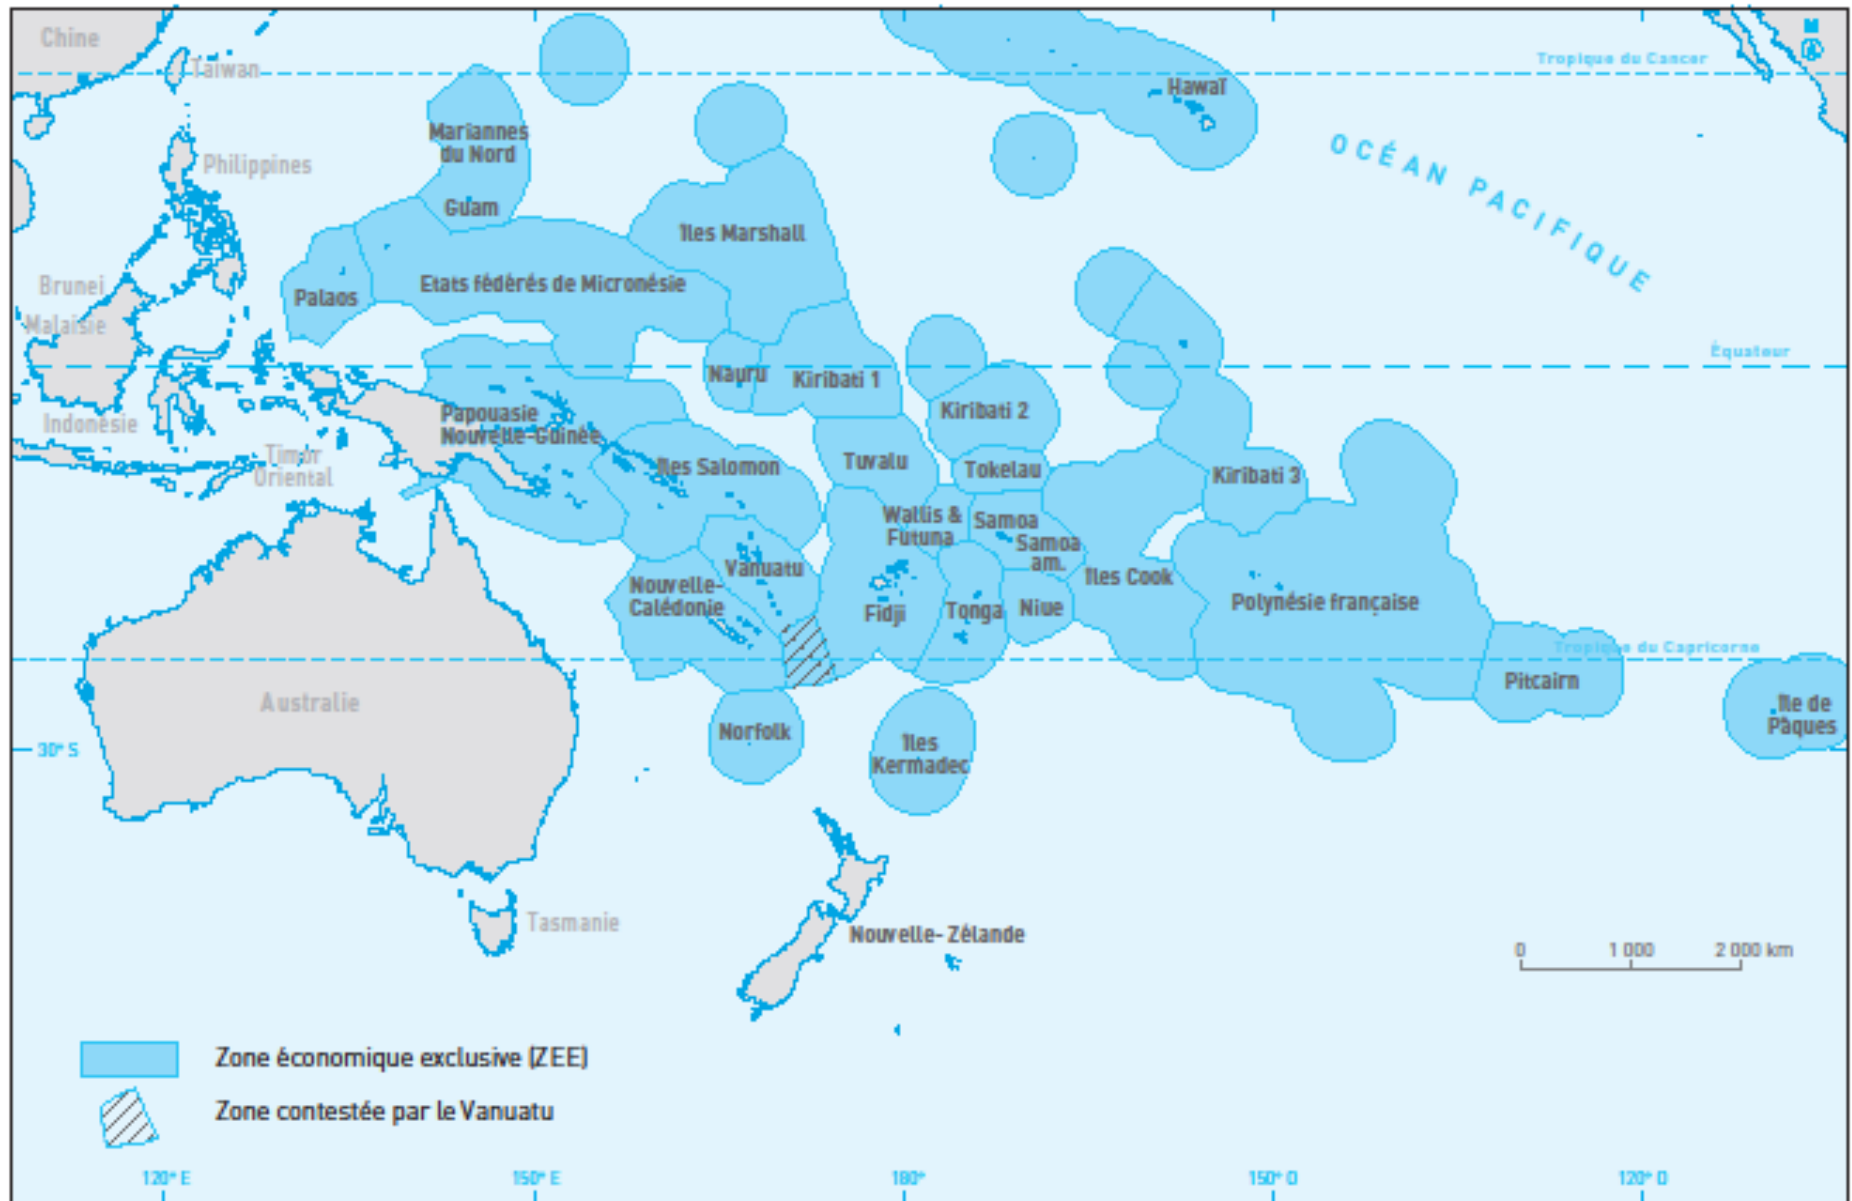 Chine
Taiwan
Tropique du Cancer
Hawaï
Mariannes
du Nord
Philippines
OCÉAN PACIFIQUE
Guam
Îles Marshall
Brunei
Etats fédérés de Micronésie
Palaos
Malaisie
Équateur
Nauru
Kiribati 1
Papouasie
Nouvelle-Guinée
Kiribati 2
Indonésie
Timor
Oriental
Îles Salomon
Tuvalu
Tokelau
Kiribati 3
Wallis &
Futuna
Samoa
Samoa
am.
Vanuatu
Îles Cook
Nouvelle-
Calédonie
Fidji
Tonga
Niue
Polynésie française
Tropique du Capricorne
Australie
Pitcairn
Île de
Pâques
Norfolk
Îles
Kermadec
30° S
Tasmanie
Nouvelle- Zélande
0 1 000 2 000 km
Zone économique exclusive (ZEE)
Zone contestée par le Vanuatu
120° E 150° E 180° 150° O 120° O